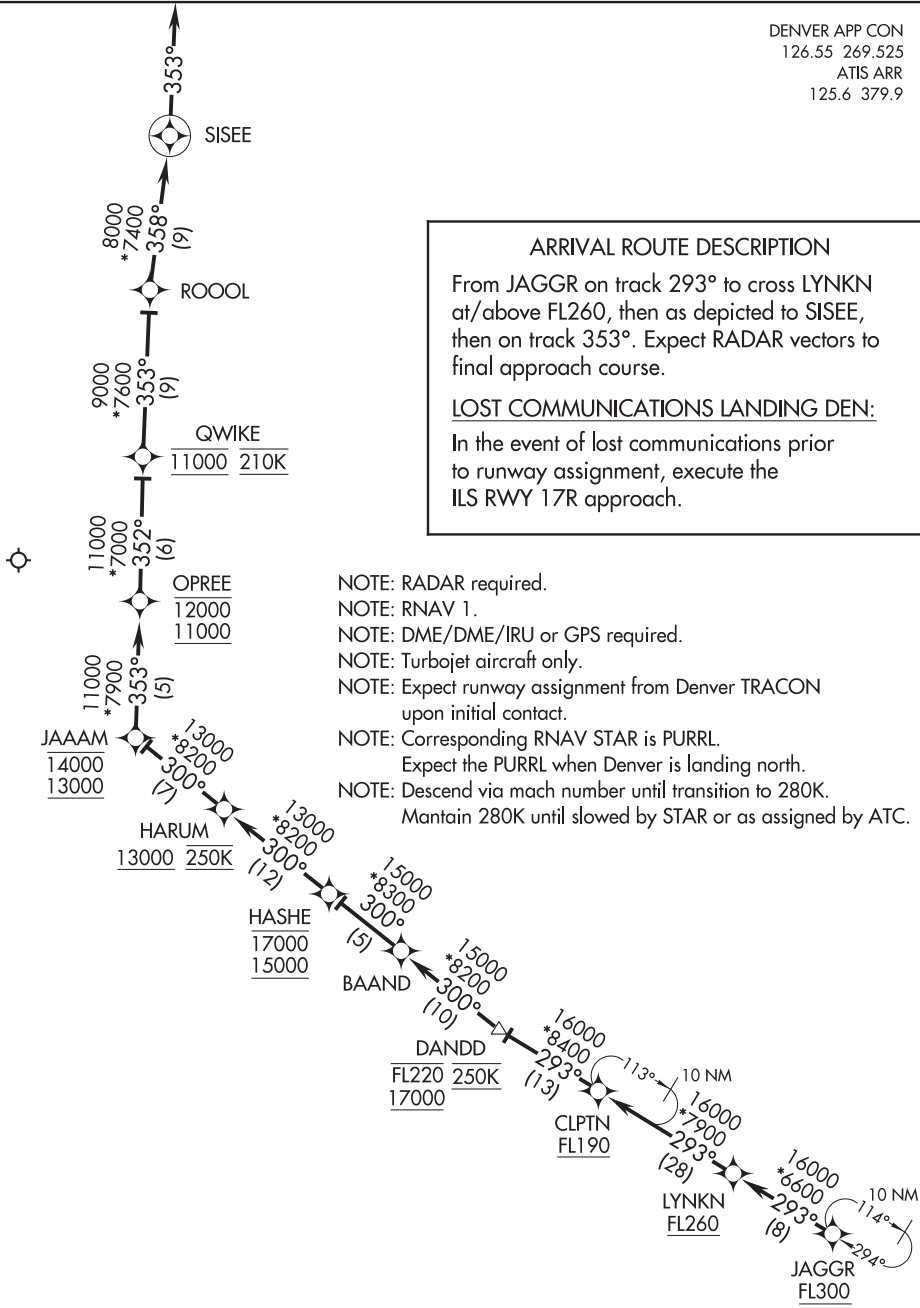 DENVER APP CON
126.55 269.525
ATIS ARR
125.6 379.9
353°
SISEE
8000
*7400
358°
(9)
ROOOL
ARRIVAL ROUTE DESCRIPTION
From JAGGR on track 293° to cross LYNKN
at/above FL260, then as depicted to SISEE,
then on track 353°. Expect RADAR vectors to
final approach course.
LOST COMMUNICATIONS LANDING DEN:
In the event of lost communications prior
to runway assignment, execute the
ILS RWY 17R approach.
9000
*7600
353°
(9)
QWIKE
11000 210K
11000
*7000
352°
(6)
OPREE
12000
11000
NOTE: RADAR required.
NOTE: RNAV 1.
NOTE: DME/DME/IRU or GPS required.
NOTE: Turbojet aircraft only.
NOTE: Expect runway assignment from Denver TRACON
upon initial contact.
NOTE: Corresponding RNAV STAR is PURRL.
Expect the PURRL when Denver is landing north.
NOTE: Descend via mach number until transition to 280K.
Mantain 280K until slowed by STAR or as assigned by ATC.
11000
*7900
353°
(5)
JAAAM
14000
13000
13000
*8200
300°
(7)
HARUM
13000 250K
13000
*8200
300°
(12)
HASHE
17000
15000
15000
*8300
300°
(5)
BAAND
15000
*8200
300°
(10)
DANDD
FL220 250K
17000
16000
*8400
293°
(13)
113°
10 NM
CLPTN
FL190
16000
*7900
293°
(28)
LYNKN
FL260
16000
*6600
293°
(8)
10 NM
114°
294°
JAGGR
FL300